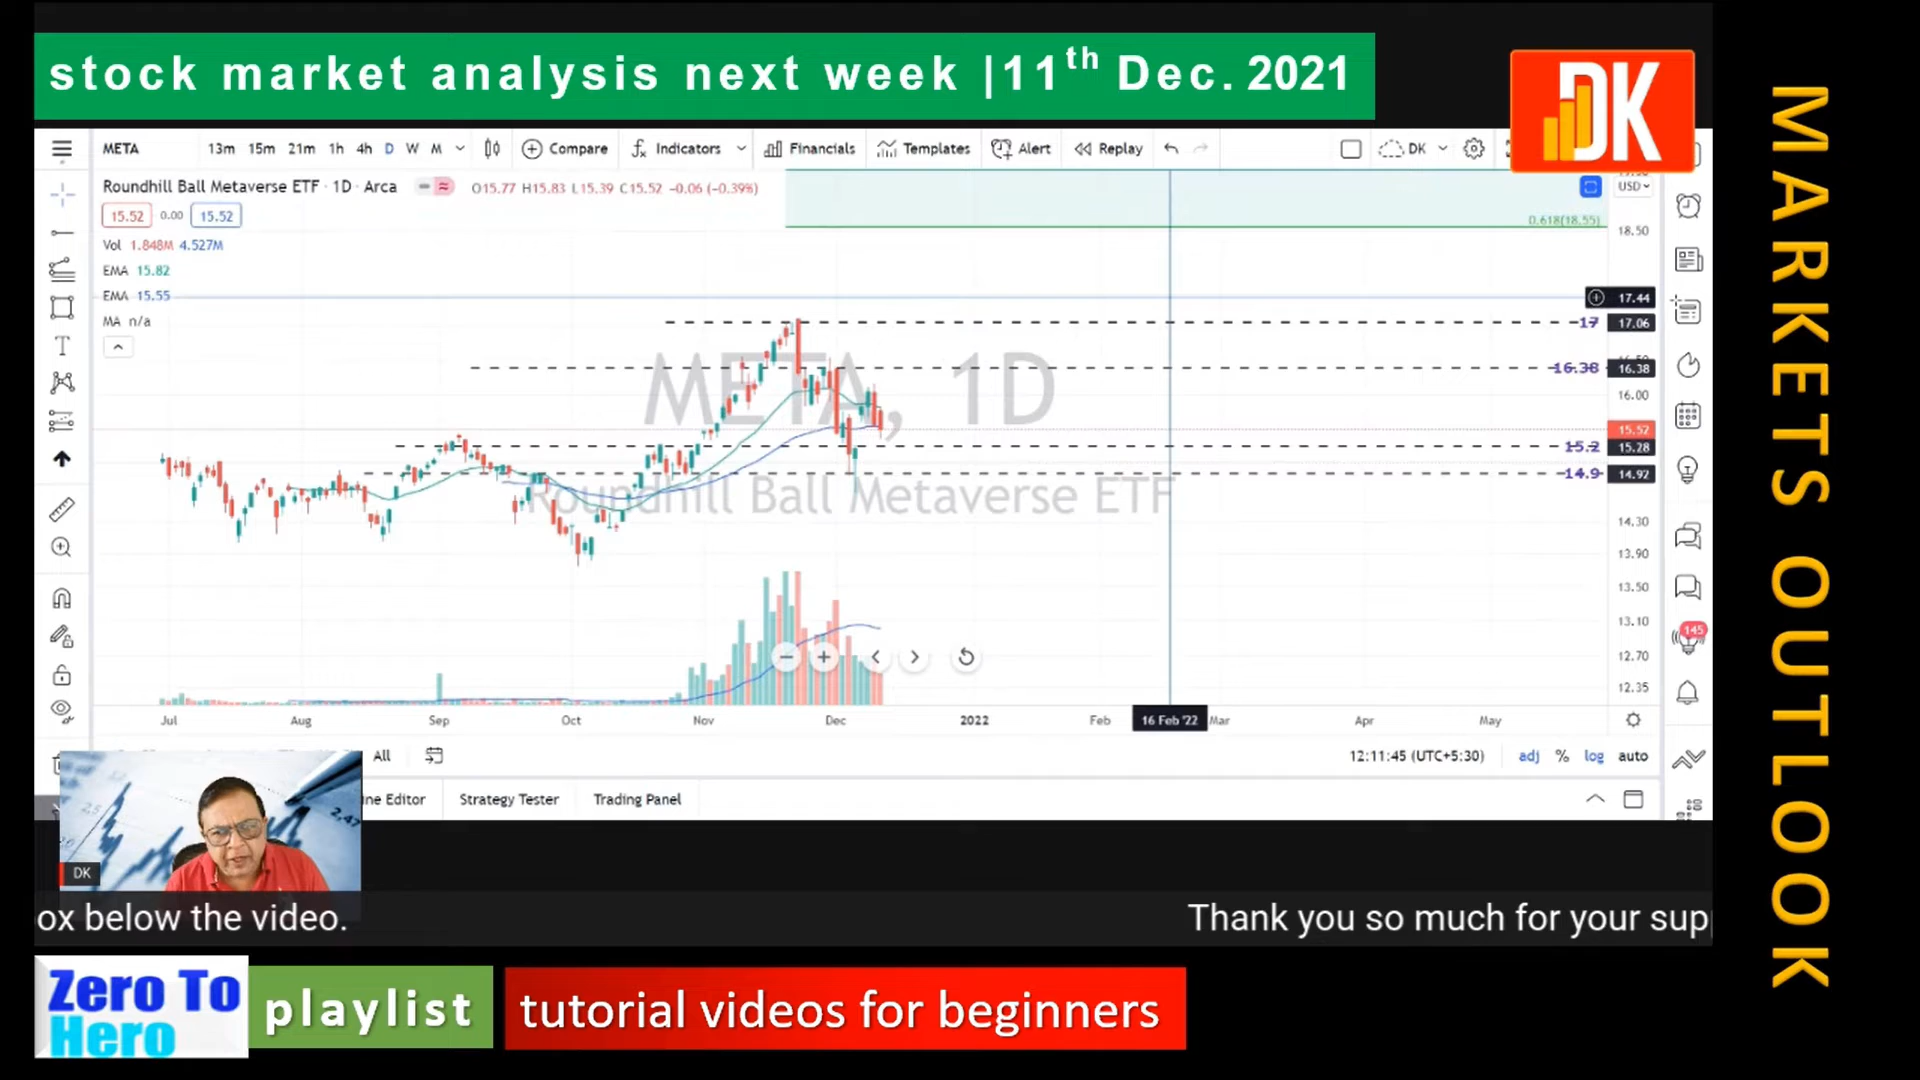 stock market analysis next week |11th Dec. 2021
DK
MARKETS OUTLOOK
META 13m 15m 21m 1h 4h D W M Compare Indicators Financials Templates Alert Replay DK
Roundhill Ball Metaverse ETF · 1D · Arca O15.77 H15.83 L15.39 C15.52 −0.06 (−0.39%)
USD
15.52 0.00 15.52
0.618(18.55)
18.50
Vol 1.848M 4.527M
EMA 15.82
EMA 15.55
17.44
MA n/a
17 17.06
16.38 16.38
META, 1D
16.00
15.52
15.2 15.28
14.9 14.92
Roundhill Ball Metaverse ETF
14.30
13.90
13.50
13.10
12.70
12.35
145
Jul Aug Sep Oct Nov Dec 2022 Feb 16 Feb '22 Mar Apr May
All 12:11:45 (UTC+5:30) adj % log auto
ine Editor Strategy Tester Trading Panel
2,47
DK
ox below the video. Thank you so much for your sup
Zero To
Hero
playlist
tutorial videos for beginners